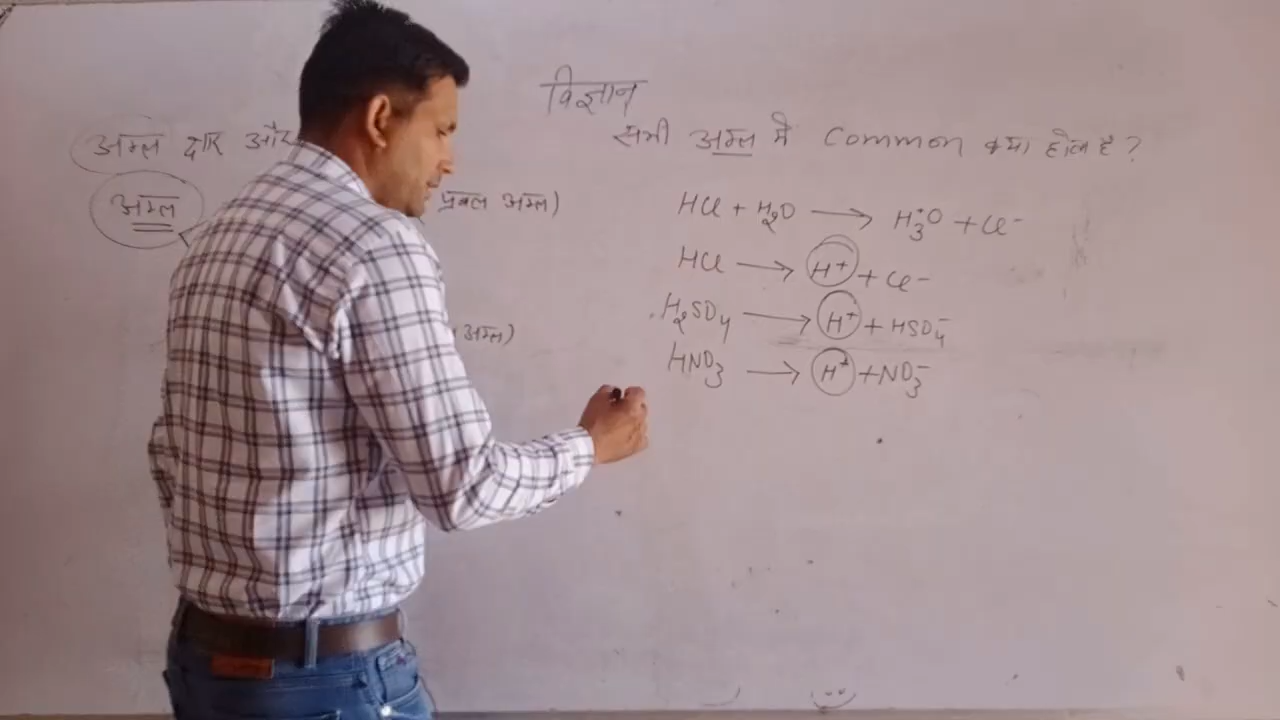 विज्ञान
अम्ल क्षार और
सभी अम्ल में Common क्या होता है ?
अम्ल
प्रबल अम्ल)
HCl + H₂O ⟶ H₃⁺O + Cl⁻
HCl ⟶ H⁺ + Cl⁻
H₂SO₄ ⟶ H⁺ + HSO₄⁻
अम्ल)
HNO₃ ⟶ H⁺ + NO₃⁻